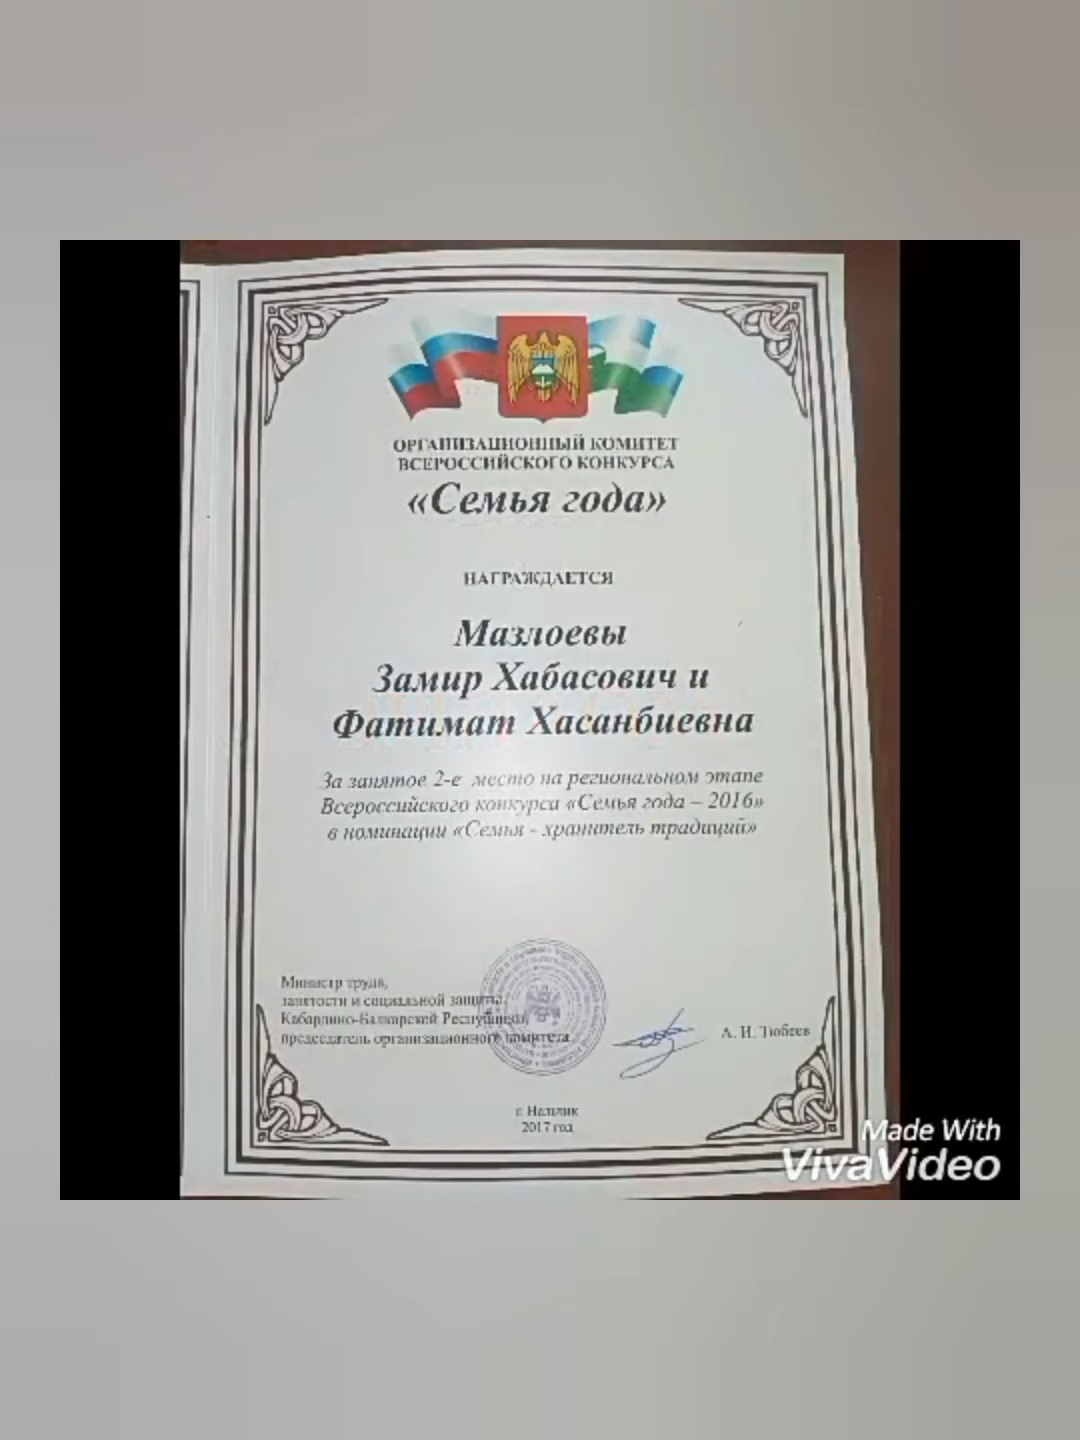 ОРГАНИЗАЦИОННЫЙ КОМИТЕТ
ВСЕРОССИЙСКОГО КОНКУРСА
«Семья года»
НАГРАЖДАЕТСЯ
Мазлоевы
Замир Хабасович и
Фатимат Хасанбиевна
За занятое 2-е место на региональном этапе
Всероссийского конкурса «Семья года – 2016»
в номинации «Семья - хранитель традиций»
Министр труда,
занятости и социальной защиты
Кабардино-Балкарской Республики,
председатель организационного комитета
А. И. Тюбеев
г. Нальчик
2017 год
Made With
VivaVideo